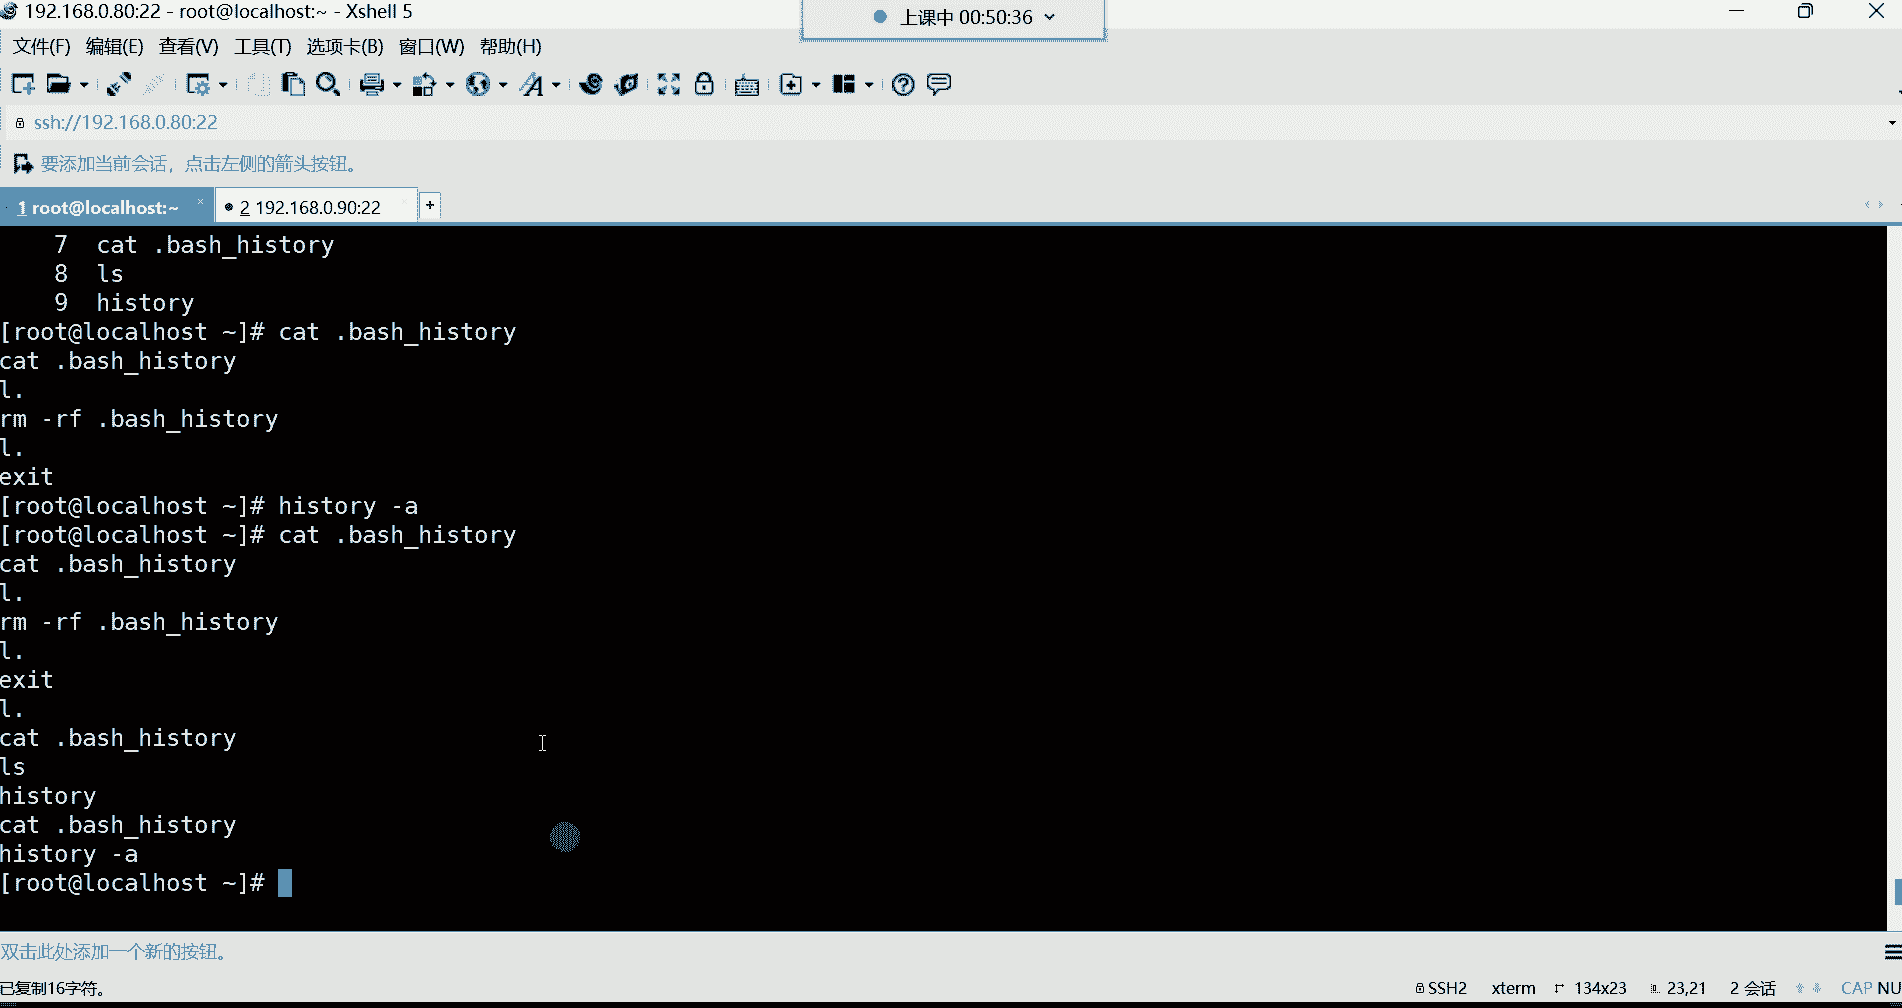 192.168.0.80:22 - root@localhost:~ - Xshell 5
上课中 00:50:36
文件(F) 编辑(E) 查看(V) 工具(T) 选项卡(B) 窗口(W) 帮助(H)
ssh://192.168.0.80:22
要添加当前会话，点击左侧的箭头按钮。
1 root@localhost:~ × 2 192.168.0.90:22 +
7 cat .bash_history
8 ls
9 history
[root@localhost ~]# cat .bash_history
cat .bash_history
l.
rm -rf .bash_history
l.
exit
[root@localhost ~]# history -a
[root@localhost ~]# cat .bash_history
cat .bash_history
l.
rm -rf .bash_history
l.
exit
l.
cat .bash_history
ls
history
cat .bash_history
history -a
[root@localhost ~]#
双击此处添加一个新的按钮。
已复制16字符。 SSH2 xterm 134x23 23,21 2 会话 CAP NU